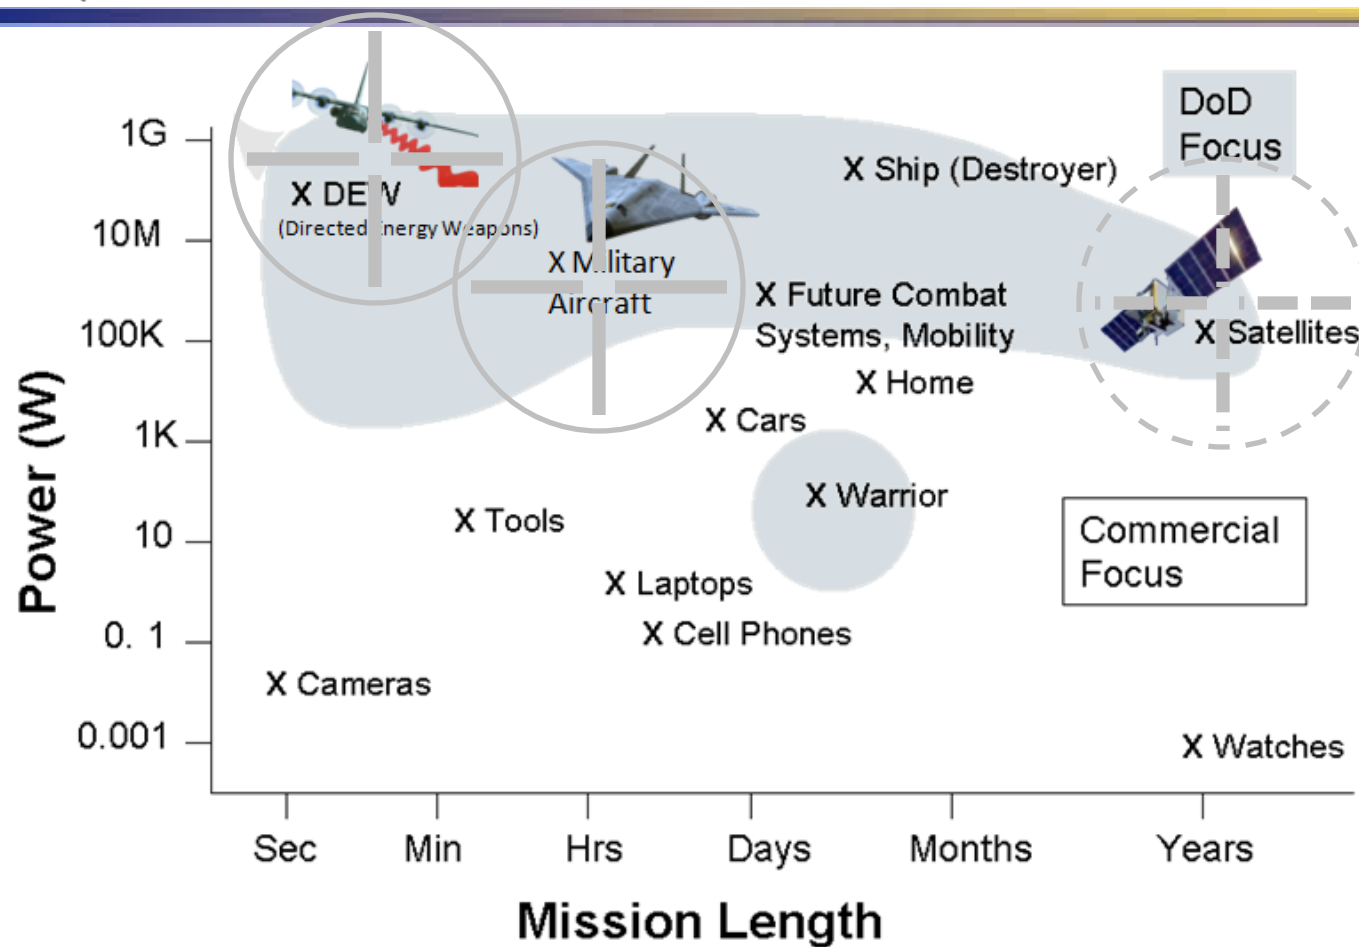 DoD
Focus
1G
X Ship (Destroyer)
X DEW
(Directed Energy Weapons)
10M
X Military
Aircraft
X Future Combat
Systems, Mobility
100K
X Satellites
X Home
X Cars
1K
X Warrior
X Tools
Commercial
Focus
10
X Laptops
X Cell Phones
0. 1
X Cameras
0.001
X Watches
Power (W)
Sec
Min
Hrs
Days
Months
Years
Mission Length